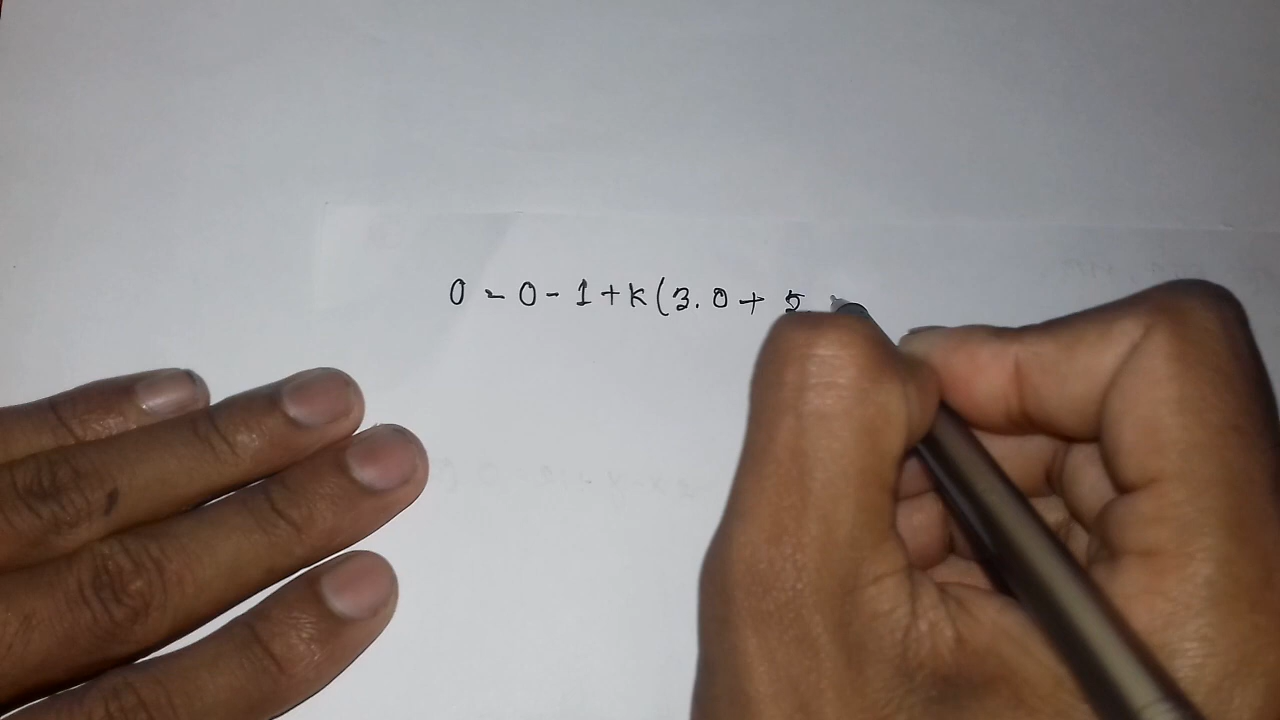 0 = 0 - 1 + k (3.0 + 5.